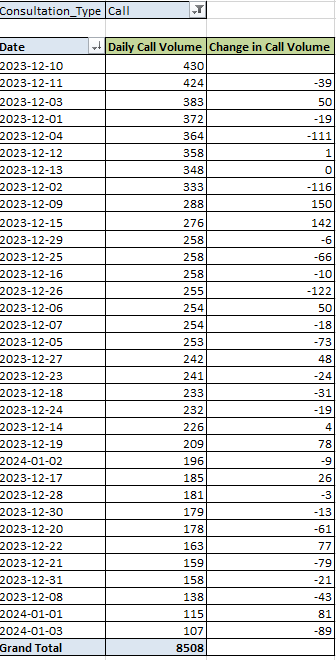 Consultation_Type Call
Date Daily Call Volume Change in Call Volume
2023-12-10 430
2023-12-11 424 -39
2023-12-03 383 50
2023-12-01 372 -19
2023-12-04 364 -111
2023-12-12 358 1
2023-12-13 348 0
2023-12-02 333 -116
2023-12-09 288 150
2023-12-15 276 142
2023-12-29 258 -6
2023-12-25 258 -66
2023-12-16 258 -10
2023-12-26 255 -122
2023-12-06 254 50
2023-12-07 254 -18
2023-12-05 253 -73
2023-12-27 242 48
2023-12-23 241 -24
2023-12-18 233 -31
2023-12-24 232 -19
2023-12-14 226 4
2023-12-19 209 78
2024-01-02 196 -9
2023-12-17 185 26
2023-12-28 181 -3
2023-12-30 179 -13
2023-12-20 178 -61
2023-12-22 163 77
2023-12-21 159 -79
2023-12-31 158 -21
2023-12-08 138 -43
2024-01-01 115 81
2024-01-03 107 -89
Grand Total 8508